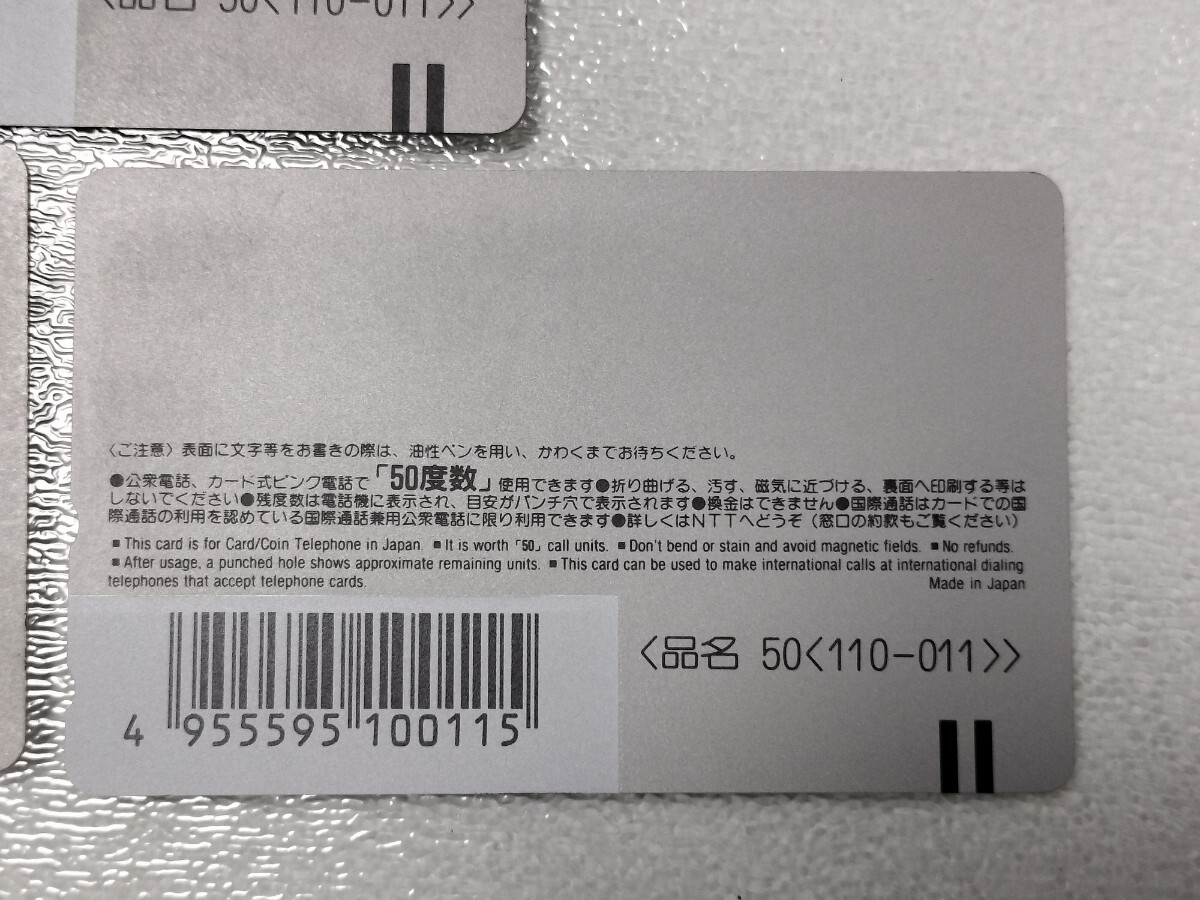 〈品名 50〈110-011〉〉
〈ご注意〉表面に文字等をお書きの際は、油性ペンを用い、かわくまでお待ちください。
●公衆電話、カード式ピンク電話で「50度数」使用できます●折り曲げる、汚す、磁気に近づける、裏面へ印刷する等は
しないでください●残度数は電話機に表示され、目安がパンチ穴で表示されます●換金はできません●国際通話はカードでの国
際通話の利用を認めている国際通話兼用公衆電話に限り利用できます●詳しくはNTTへどうぞ（窓口の約款もご覧ください）
■This card is for Card/Coin Telephone in Japan. ■It is worth「50」call units. ■Don't bend or stain and avoid magnetic fields. ■No refunds.
■After usage, a punched hole shows approximate remaining units. ■This card can be used to make international calls at international dialing
telephones that accept telephone cards. Made in Japan
〈品名 50〈110-011〉〉
4 955595 100115